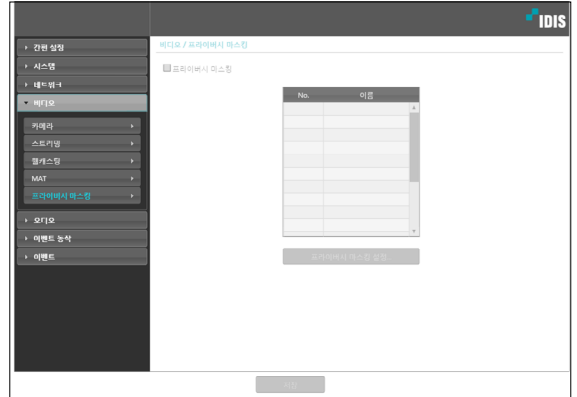 IDIS
간편 설정
시스템
네트워크
비디오
카메라
스트리밍
웹캐스팅
MAT
프라이버시 마스킹
오디오
이벤트 동작
이벤트
비디오 / 프라이버시 마스킹
프라이버시 마스킹
No. 이름
프라이버시 마스킹 설정...
저장